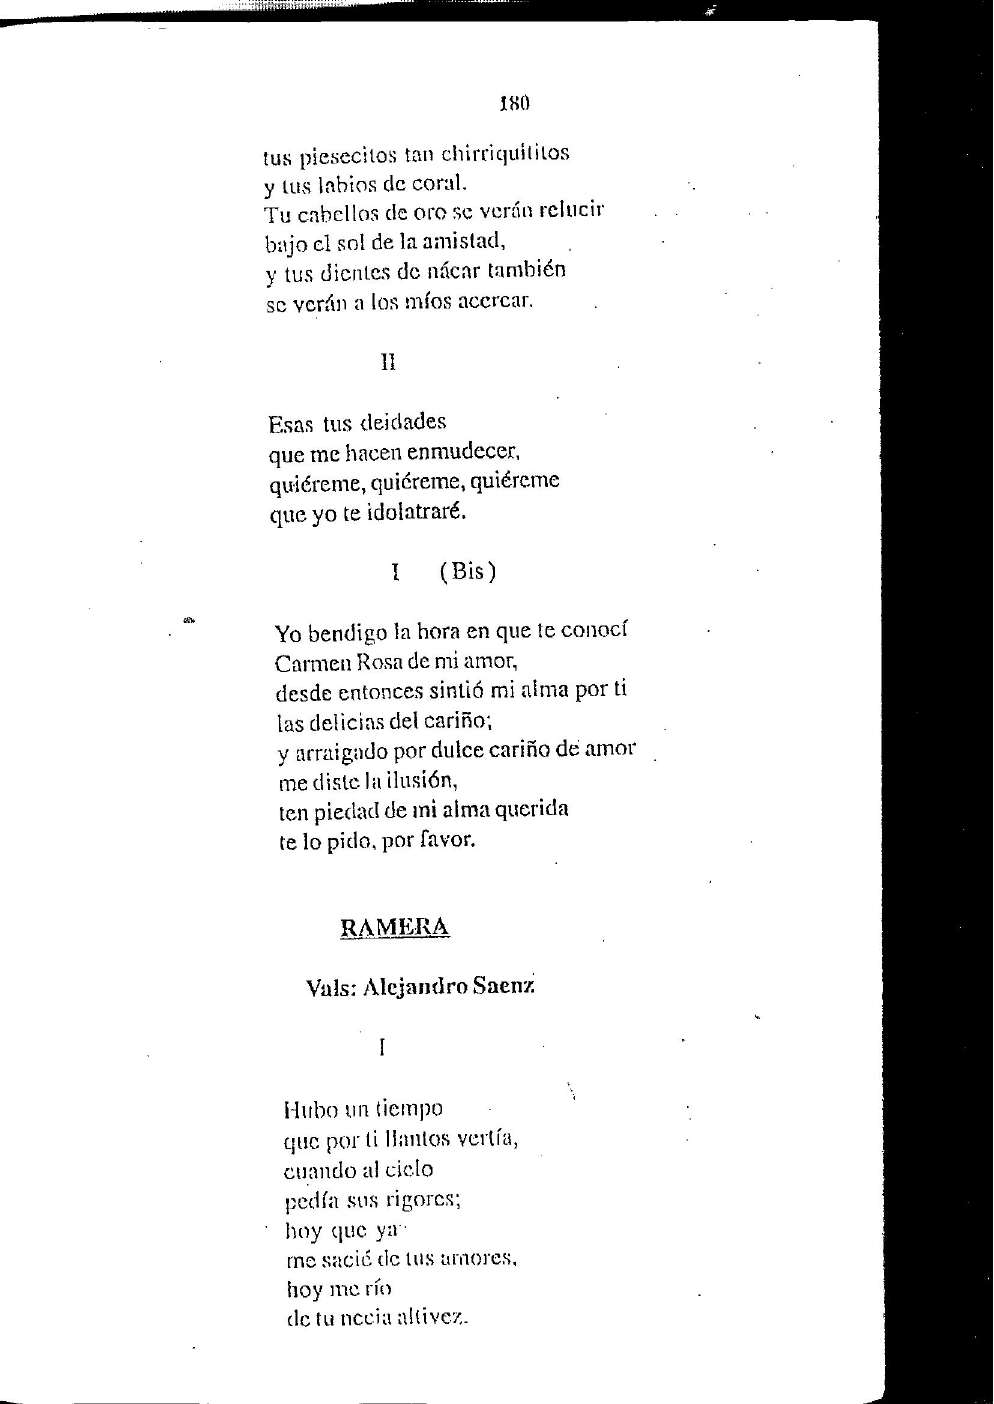 180
tus piesecitos tan chirriquititos
y tus labios de coral.
Tu cabellos de oro se verán relucir
bajo el sol de la amistad,
y tus dientes de nácar también
se verán a los míos acercar.
II
Esas tus deidades
que me hacen enmudecer,
quiéreme, quiéreme, quiéreme
que yo te idolatraré.
I (Bis)
Yo bendigo la hora en que te conocí
Carmen Rosa de mi amor,
desde entonces sintió mi alma por ti
las delicias del cariño;
y arraigado por dulce cariño de amor
me diste la ilusión,
ten piedad de mi alma querida
te lo pido, por favor.
RAMERA
Vals: Alejandro Saenz
I
Hubo un tiempo
que por ti llantos vertía,
cuando al cielo
pedía sus rigores;
hoy que ya
me sacié de tus amores,
hoy me río
de tu necia altivez.